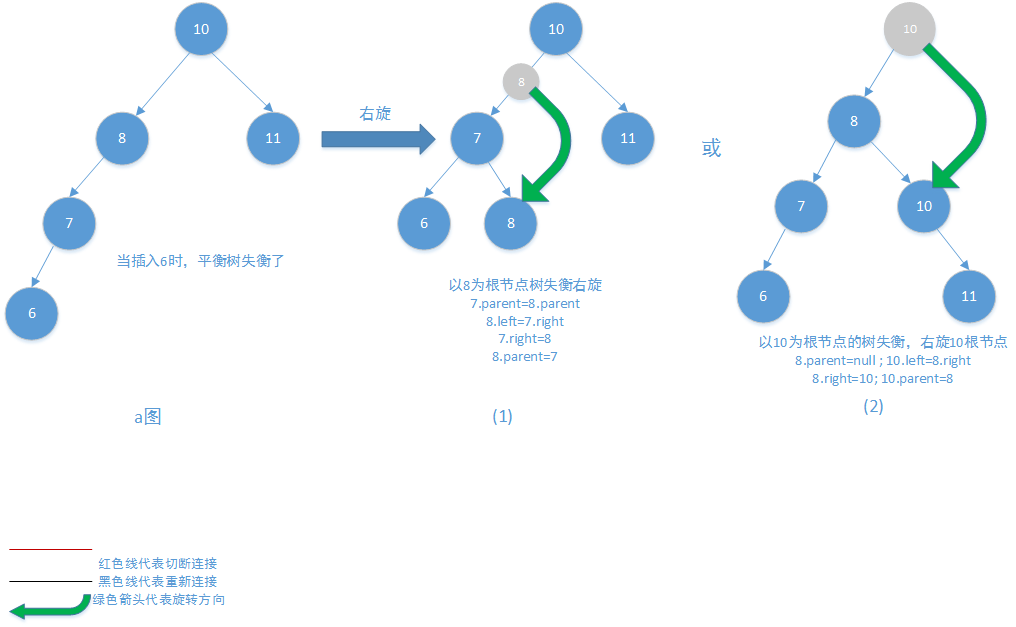 10
8
11
7
6
当插入6时，平衡树失衡了
a图
右旋
10
8
7
11
6
8
以8为根节点树失衡右旋
7.parent=8.parent
8.left=7.right
7.right=8
8.parent=7
(1)
或
10
8
7
10
6
11
以10为根节点的树失衡，右旋10根节点
8.parent=null ; 10.left=8.right
8.right=10; 10.parent=8
(2)
红色线代表切断连接
黑色线代表重新连接
绿色箭头代表旋转方向